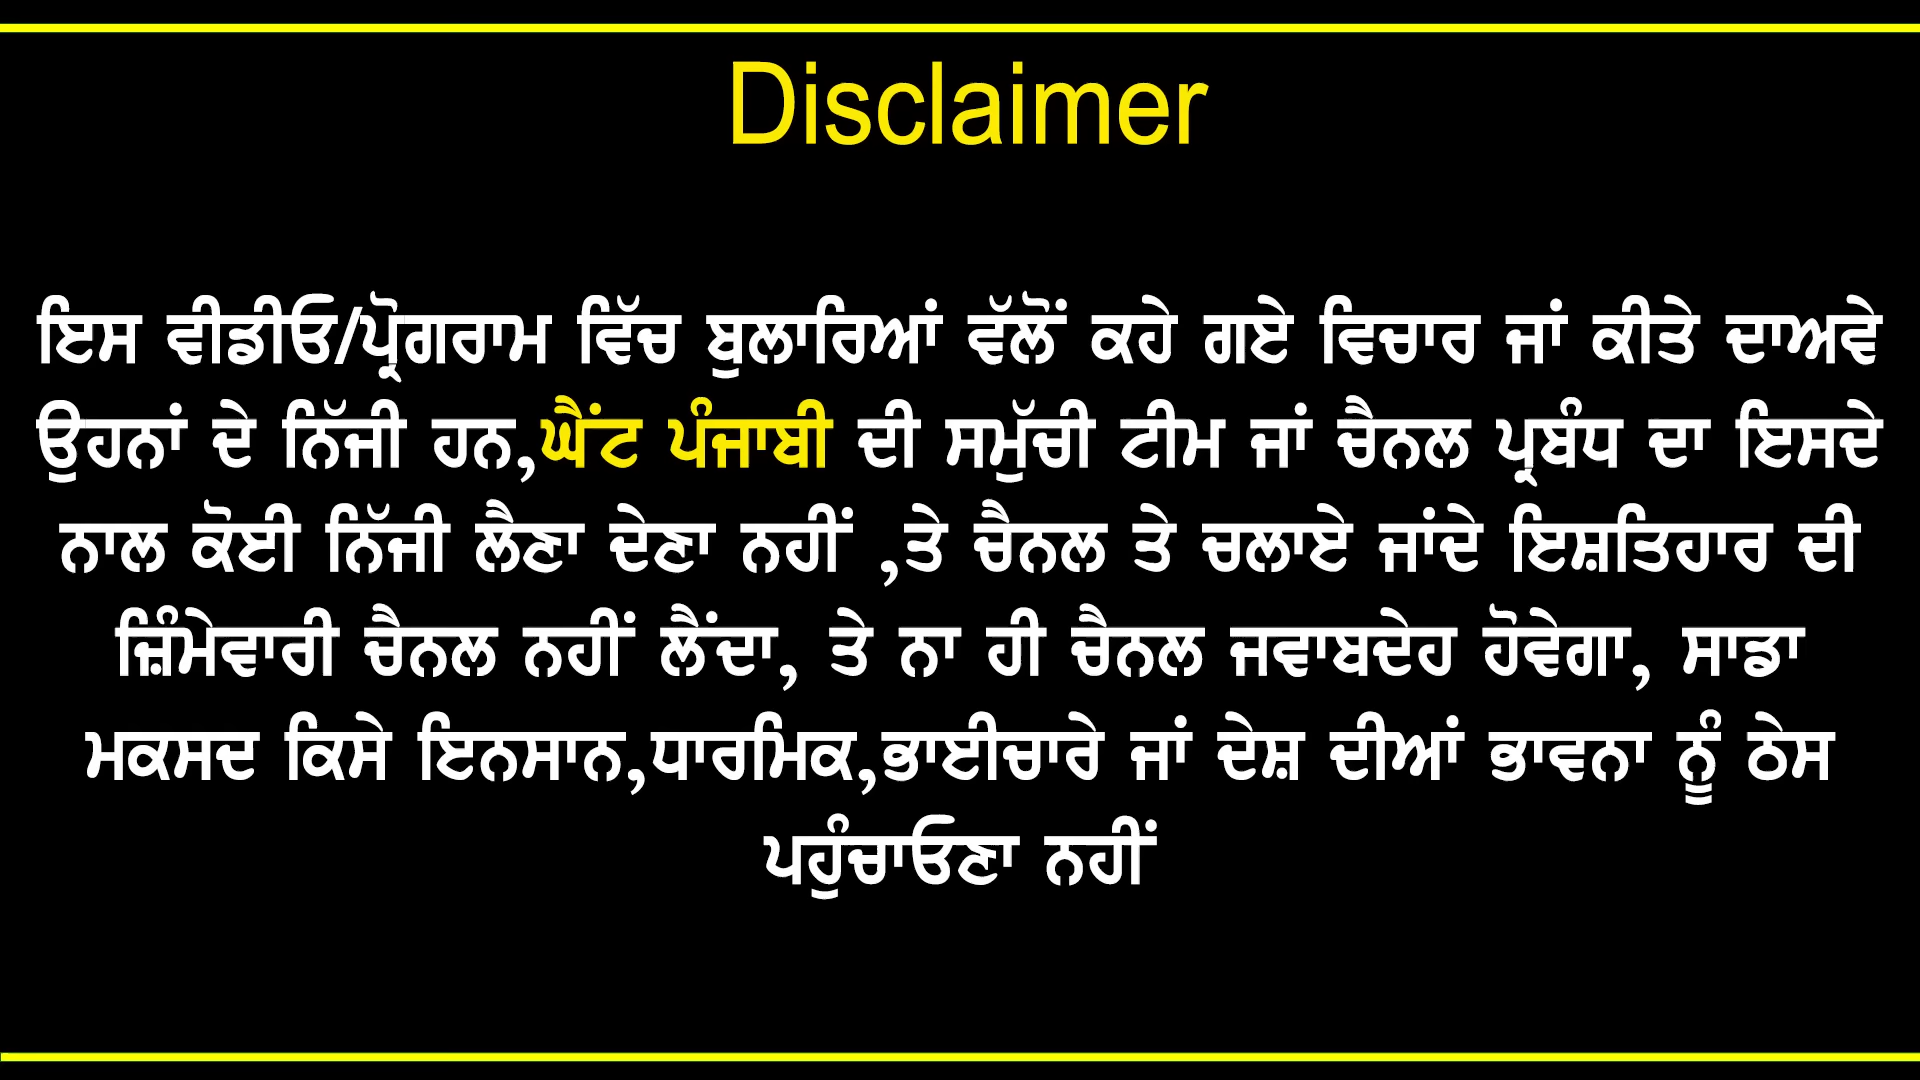 Disclaimer
ਇਸ ਵੀਡੀਓ/ਪ੍ਰੋਗਰਾਮ ਵਿੱਚ ਬੁਲਾਰਿਆਂ ਵੱਲੋਂ ਕਹੇ ਗਏ ਵਿਚਾਰ ਜਾਂ ਕੀਤੇ ਦਾਅਵੇ
ਉਹਨਾਂ ਦੇ ਨਿੱਜੀ ਹਨ,ਘੈਂਟ ਪੰਜਾਬੀ ਦੀ ਸਮੁੱਚੀ ਟੀਮ ਜਾਂ ਚੈਨਲ ਪ੍ਰਬੰਧ ਦਾ ਇਸਦੇ
ਨਾਲ ਕੋਈ ਨਿੱਜੀ ਲੈਣਾ ਦੇਣਾ ਨਹੀਂ ,ਤੇ ਚੈਨਲ ਤੇ ਚਲਾਏ ਜਾਂਦੇ ਇਸ਼ਤਿਹਾਰ ਦੀ
ਜ਼ਿੰਮੇਵਾਰੀ ਚੈਨਲ ਨਹੀਂ ਲੈਂਦਾ, ਤੇ ਨਾ ਹੀ ਚੈਨਲ ਜਵਾਬਦੇਹ ਹੋਵੇਗਾ, ਸਾਡਾ
ਮਕਸਦ ਕਿਸੇ ਇਨਸਾਨ,ਧਾਰਮਿਕ,ਭਾਈਚਾਰੇ ਜਾਂ ਦੇਸ਼ ਦੀਆਂ ਭਾਵਨਾ ਨੂੰ ਠੇਸ
ਪਹੁੰਚਾਓਣਾ ਨਹੀਂ